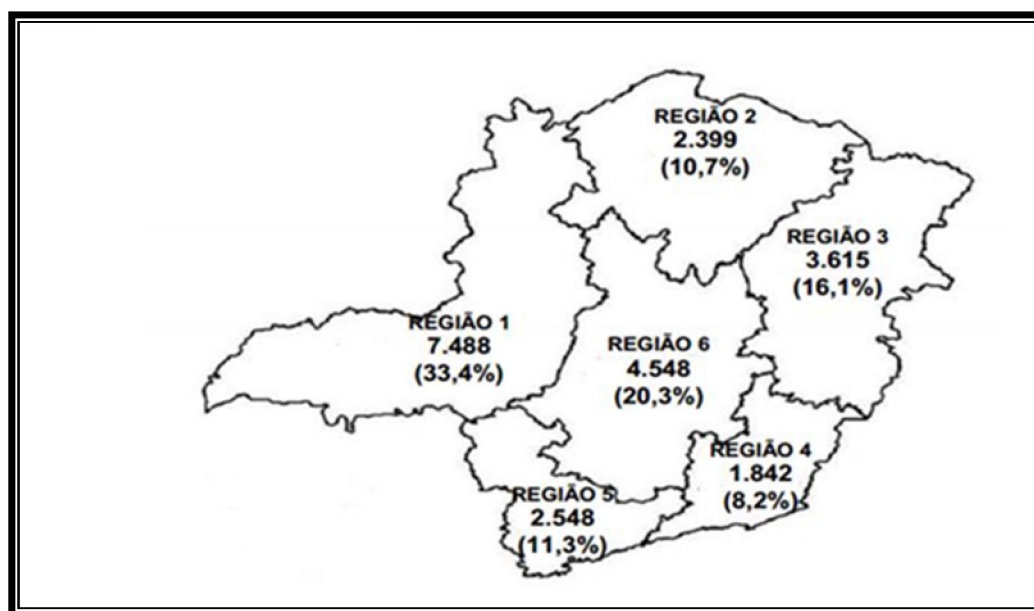 REGIÃO 2
2.399
(10,7%)
REGIÃO 3
3.615
(16,1%)
REGIÃO 1
7.488
(33,4%)
REGIÃO 6
4.548
(20,3%)
REGIÃO 4
1.842
(8,2%)
REGIÃO 5
2.548
(11,3%)